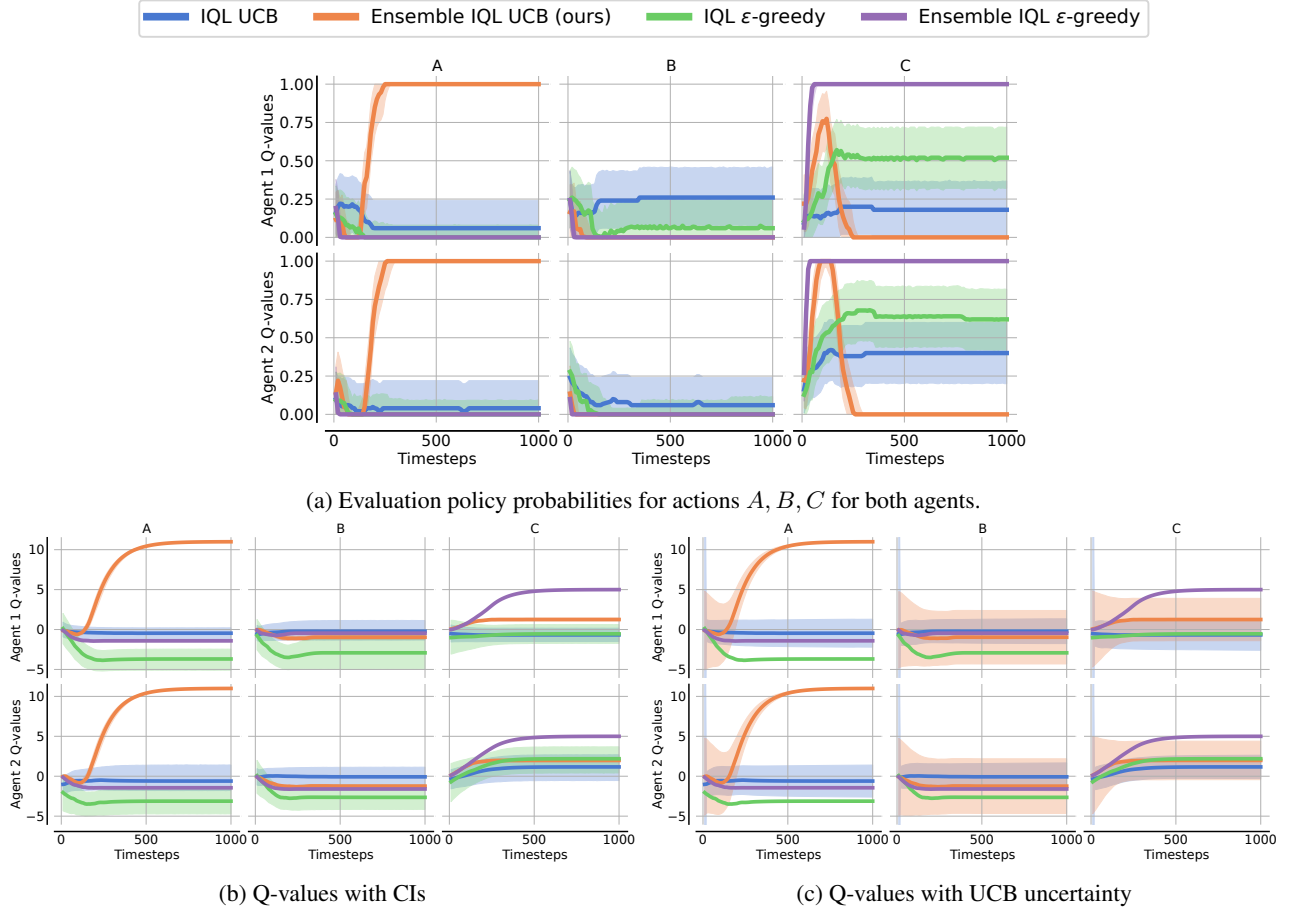 IQL UCB Ensemble IQL UCB (ours) IQL ε-greedy Ensemble IQL ε-greedy
A B C
Agent 1 Q-values
1.00
0.75
0.50
0.25
0.00
Agent 2 Q-values
1.00
0.75
0.50
0.25
0.00
0 500 1000 0 500 1000 0 500 1000
Timesteps Timesteps Timesteps
(a) Evaluation policy probabilities for actions A, B, C for both agents.
A B C
Agent 1 Q-values
10
5
0
−5
Agent 2 Q-values
10
5
0
−5
0 500 1000 0 500 1000 0 500 1000
Timesteps Timesteps Timesteps
(b) Q-values with CIs
A B C
Agent 1 Q-values
10
5
0
−5
Agent 2 Q-values
10
5
0
−5
0 500 1000 0 500 1000 0 500 1000
Timesteps Timesteps Timesteps
(c) Q-values with UCB uncertainty